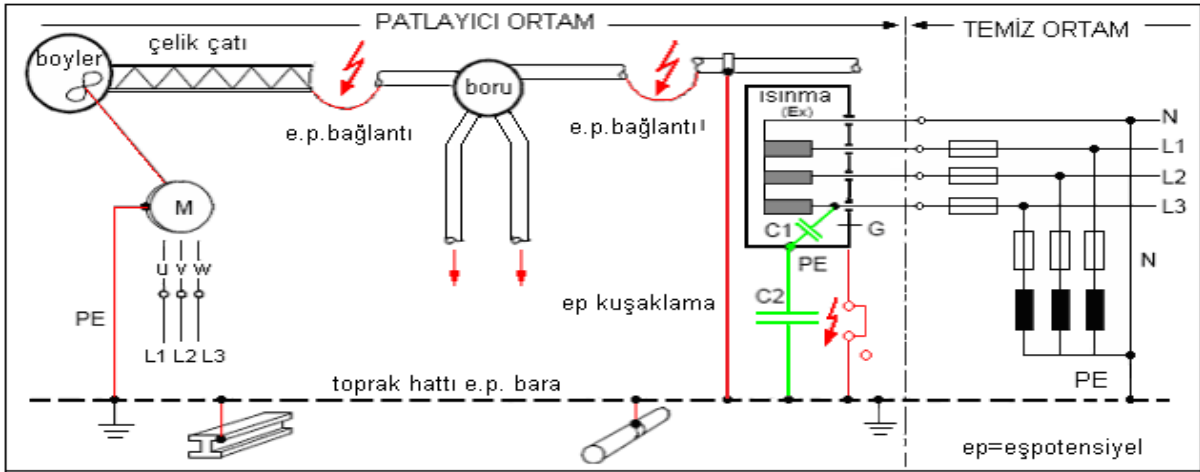 PATLAYICI ORTAM
TEMİZ ORTAM
boyler
çelik çatı
boru
e.p.bağlantı
e.p.bağlantı
ısınma
(Ex)
N
L1
L2
L3
C1
G
PE
C2
M
u v w
PE
L1 L2 L3
ep kuşaklama
N
PE
toprak hattı e.p. bara
ep=eşpotensiyel